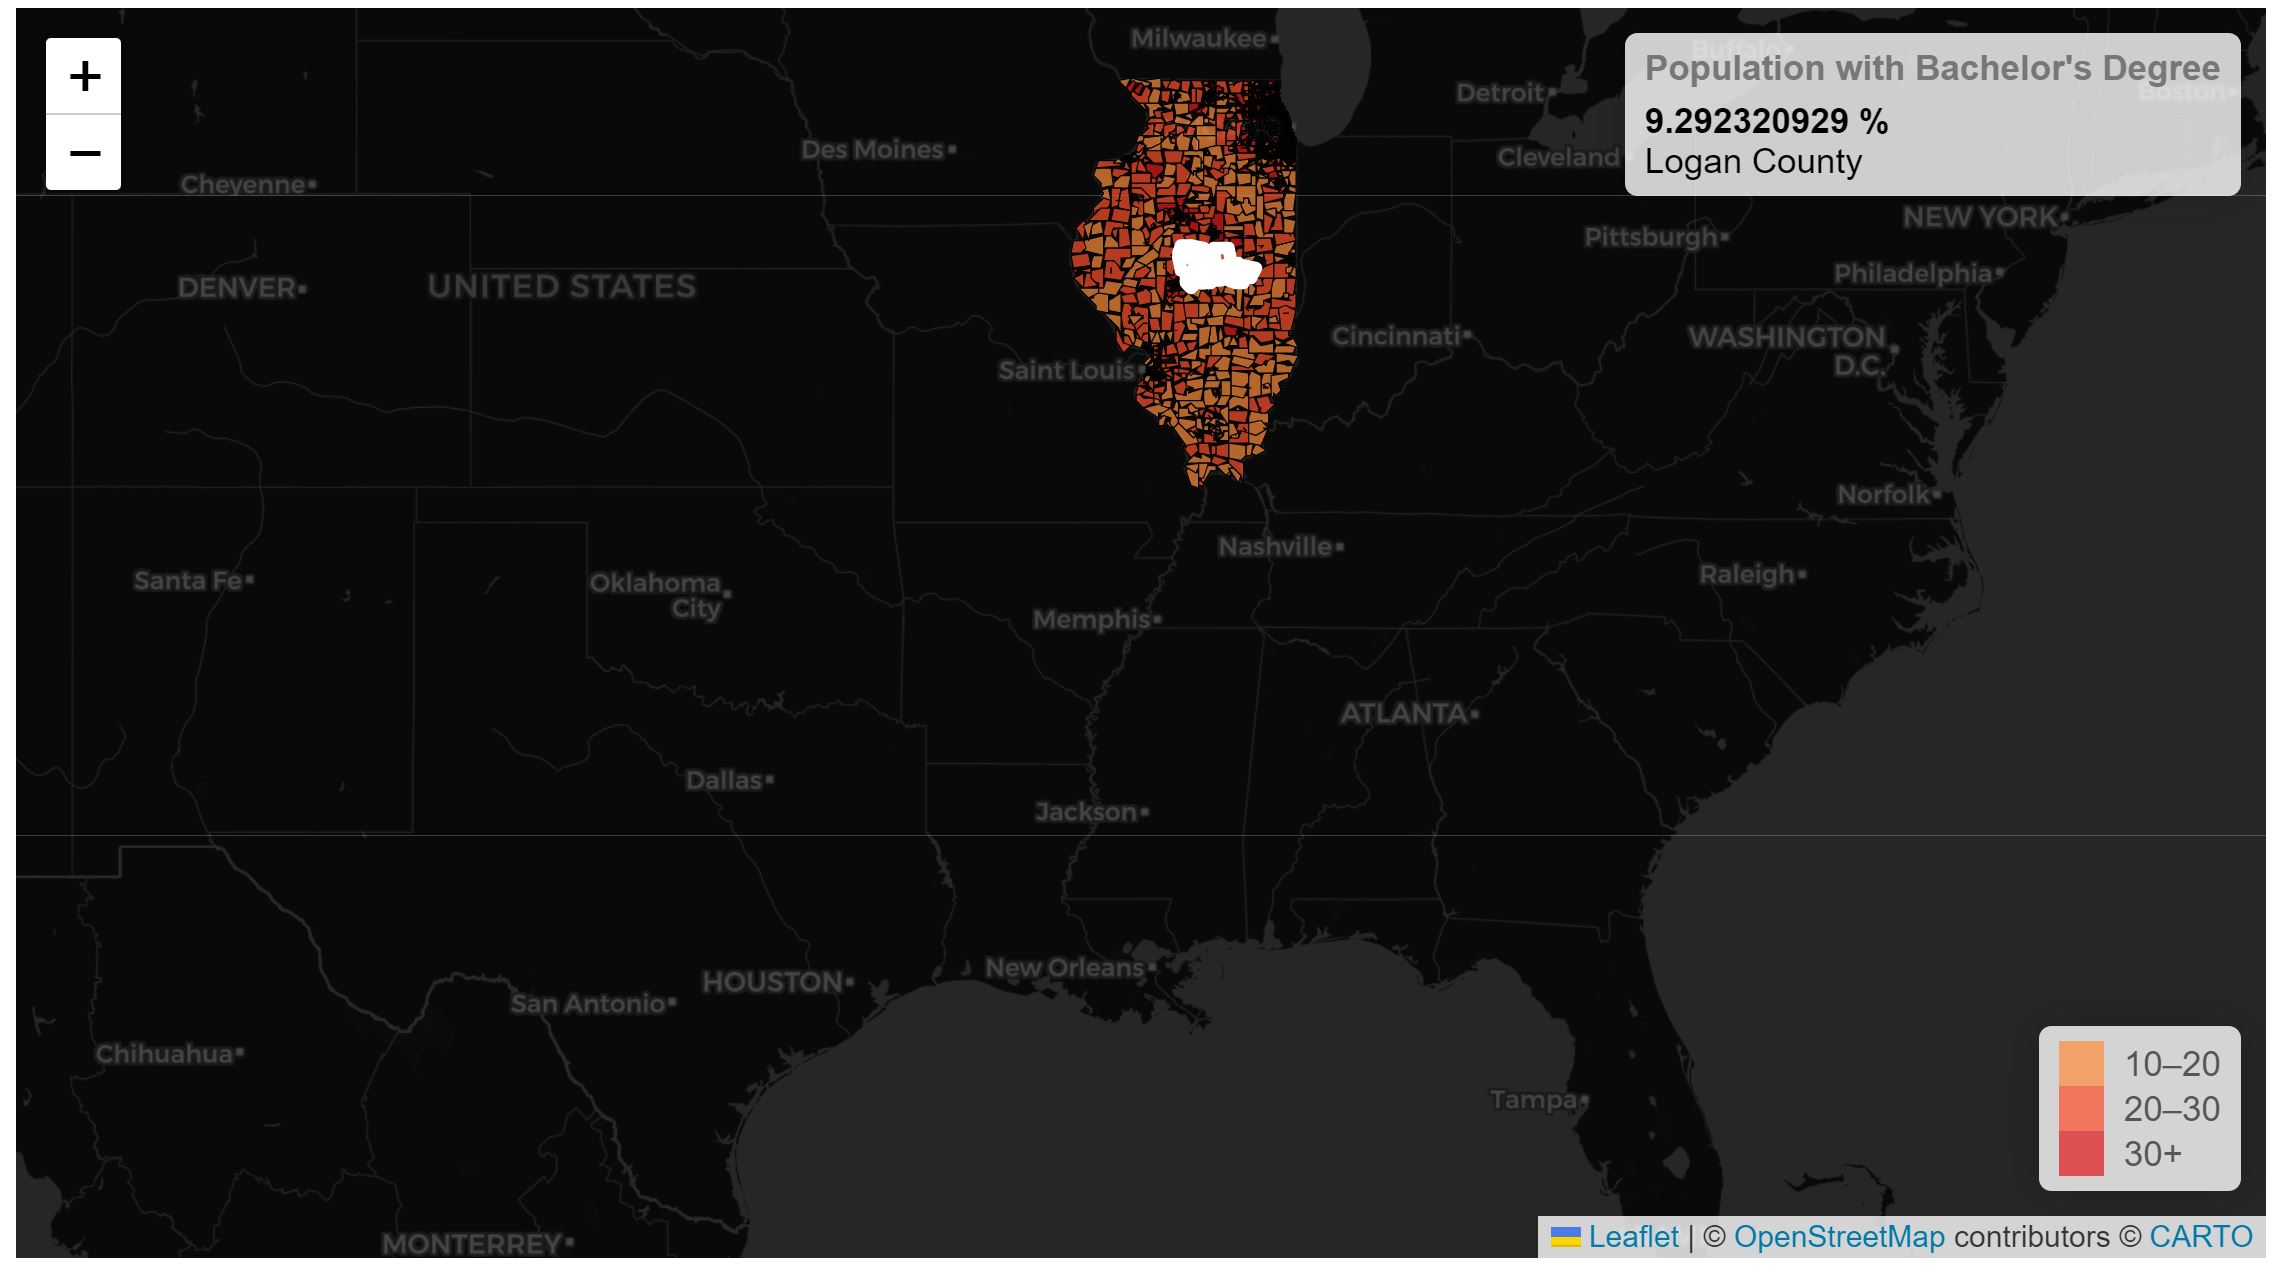 +
−
Population with Bachelor's Degree
9.292320929 %
Logan County
Milwaukee
Buffalo
Detroit
Boston
Des Moines
Cleveland
Cheyenne
NEW YORK
Pittsburgh
Philadelphia
DENVER
UNITED STATES
Cincinnati
WASHINGTON
D.C.
Saint Louis
Norfolk
Nashville
Raleigh
Santa Fe
Oklahoma
City
Memphis
ATLANTA
Dallas
Jackson
New Orleans
HOUSTON
San Antonio
Chihuahua
Tampa
MONTERREY
10–20
20–30
30+
Leaflet | © OpenStreetMap contributors © CARTO